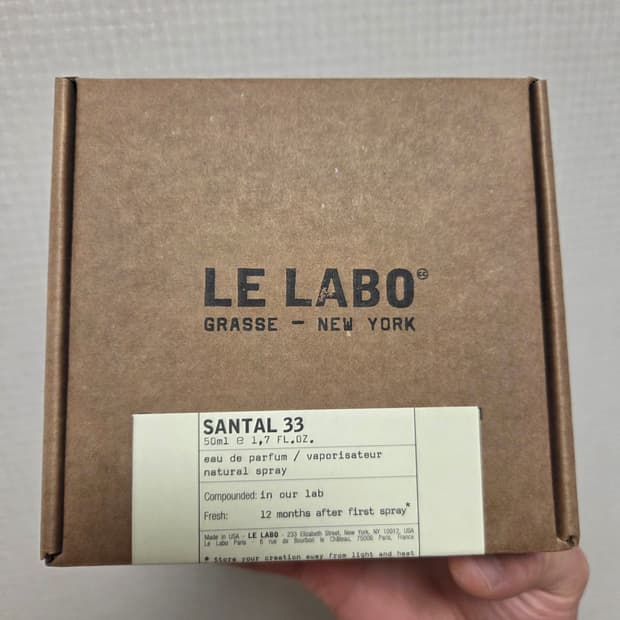 LE LABO
GRASSE - NEW YORK
SANTAL 33
50ml e 1,7 FL.OZ.
eau de parfum / vaporisateur
natural spray
Compounded: in our lab
Fresh: 12 months after first spray*
Made in USA - LE LABO - 233 Elizabeth Street, New York, NY 10012, USA
Le Labo Paris - 6 rue de Bourbon le Château, 75006 Paris, France
* Store your creation away from light and heat